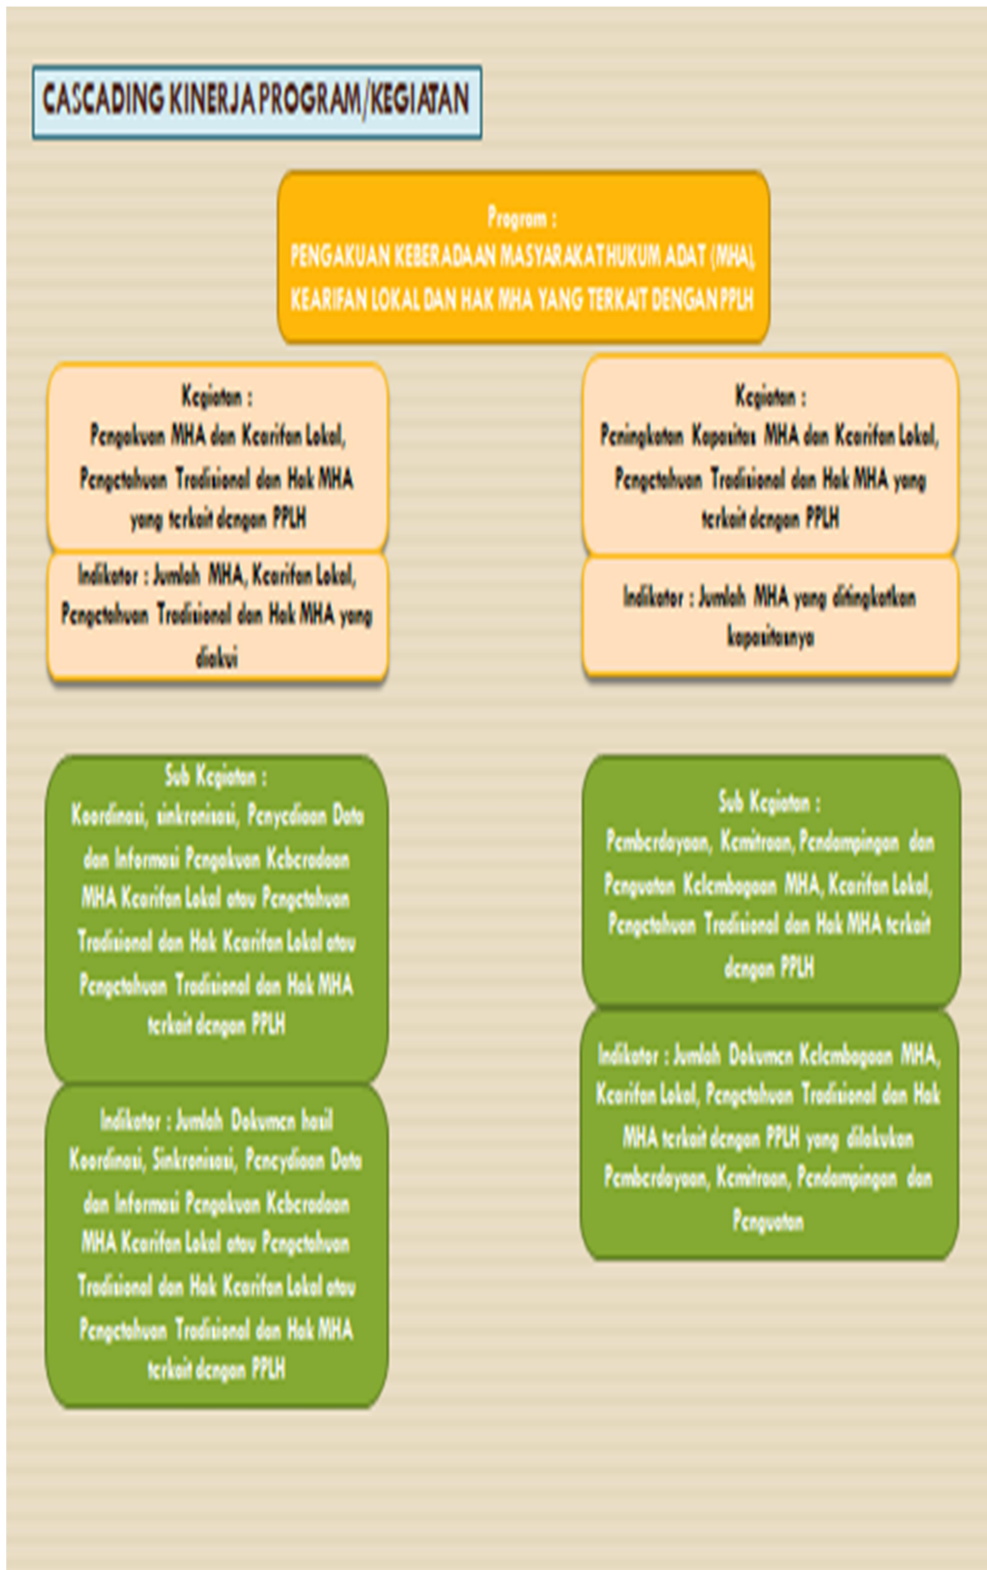 CASCADING KINERJA PROGRAM/KEGIATAN
Program :
PENGAKUAN KEBERADAAN MASYARAKAT HUKUM ADAT (MHA),
KEARIFAN LOKAL DAN HAK MHA YANG TERKAIT DENGAN PPLH
Kegiatan :
Pengakuan MHA dan Kearifan Lokal,
Pengetahuan Tradisional dan Hak MHA
yang terkait dengan PPLH
Indikator : Jumlah MHA, Kearifan Lokal,
Pengetahuan Tradisional dan Hak MHA yang
diakui
Sub Kegiatan :
Koordinasi, sinkronisasi, Penyediaan Data
dan Informasi Pengakuan Keberadaan
MHA Kearifan Lokal atau Pengetahuan
Tradisional dan Hak Kearifan Lokal atau
Pengetahuan Tradisional dan Hak MHA
terkait dengan PPLH
Indikator : Jumlah Dokumen hasil
Koordinasi, Sinkronisasi, Peneydiaan Data
dan Informasi Pengakuan Keberadaan
MHA Kearifan Lokal atau Pengetahuan
Tradisional dan Hak Kearifan Lokal atau
Pengetahuan Tradisional dan Hak MHA
terkait dengan PPLH
Kegiatan :
Peningkatan Kapasitas MHA dan Kearifan Lokal,
Pengetahuan Tradisional dan Hak MHA yang
terkait dengan PPLH
Indikator : Jumlah MHA yang ditingkatkan
kapasitasnya
Sub Kegiatan :
Pemberdayaan, Kemitraan, Pendampingan dan
Penguatan Kelembagaan MHA, Kearifan Lokal,
Pengetahuan Tradisional dan Hak MHA terkait
dengan PPLH
Indikator : Jumlah Dokumen Kelembagaan MHA,
Kearifan Lokal, Pengetahuan Tradisional dan Hak
MHA terkait dengan PPLH yang dilakukan
Pemberdayaan, Kemitraan, Pendampingan dan
Penguatan